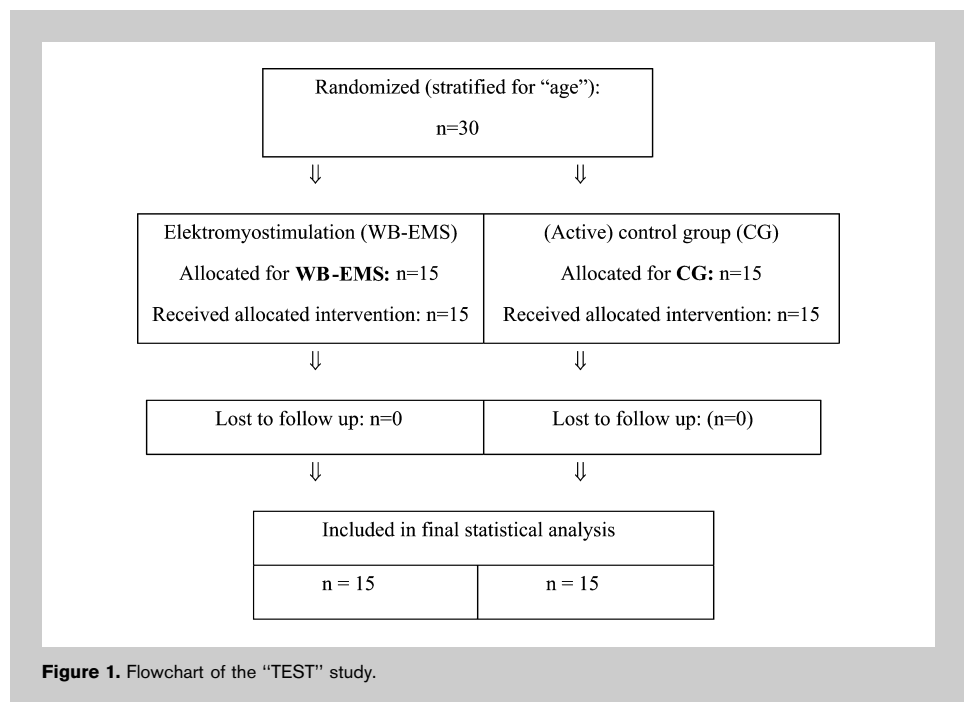 Randomized (stratified for “age”):
n=30
⇓ ⇓
Elektromyostimulation (WB-EMS)
Allocated for WB-EMS: n=15
Received allocated intervention: n=15
(Active) control group (CG)
Allocated for CG: n=15
Received allocated intervention: n=15
⇓ ⇓
Lost to follow up: n=0
Lost to follow up: (n=0)
⇓ ⇓
Included in final statistical analysis
n = 15
n = 15
Figure 1. Flowchart of the ‘‘TEST’’ study.